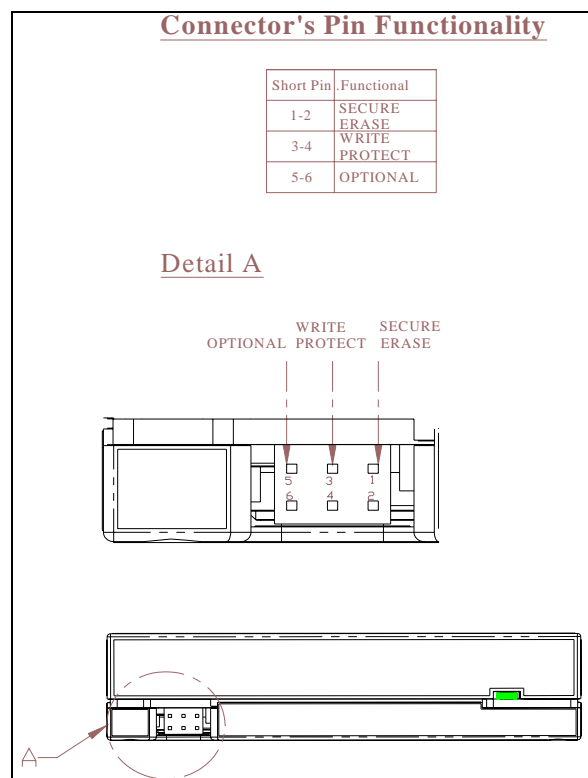 Connector's Pin Functionality
Short Pin .Functional
1-2 SECURE
ERASE
3-4 WRITE
PROTECT
5-6 OPTIONAL
Detail A
OPTIONAL WRITE PROTECT SECURE ERASE
5 3 1
6 4 2
A